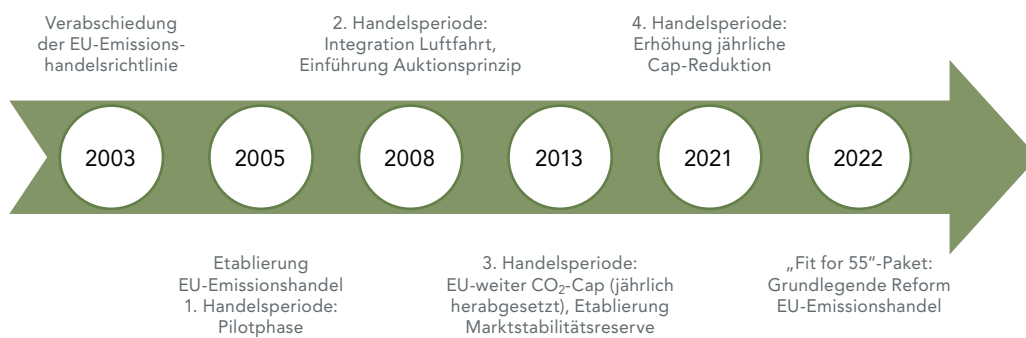 Verabschiedung
der EU-Emissions-
handelsrichtlinie
2. Handelsperiode:
Integration Luftfahrt,
Einführung Auktionsprinzip
4. Handelsperiode:
Erhöhung jährliche
Cap-Reduktion
2003
2005
2008
2013
2021
2022
Etablierung
EU-Emissionshandel
1. Handelsperiode:
Pilotphase
3. Handelsperiode:
EU-weiter CO₂-Cap (jährlich
herabgesetzt), Etablierung
Marktstabilitätsreserve
„Fit for 55“-Paket:
Grundlegende Reform
EU-Emissionshandel